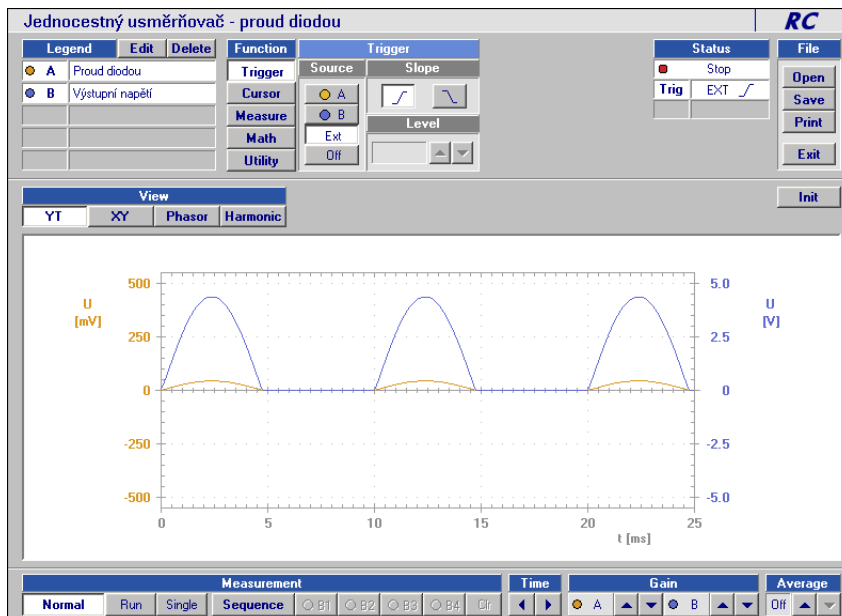 Jednocestný usměrňovač - proud diodou
RC
Legend Edit Delete
A Proud diodou
B Výstupní napětí
Function
Trigger
Cursor
Measure
Math
Utility
Trigger
Source Slope
A
B
Ext
Off
Level
Status
Stop
Trig EXT
File
Open
Save
Print
Exit
View
YT XY Phasor Harmonic
Init
U
[mV]
500
250
0
-250
-500
5.0
2.5
0
-2.5
-5.0
U
[V]
0 5 10 15 20 25
t [ms]
Measurement
Normal Run Single Sequence B1 B2 B3 B4 Clr
Time
Gain
A B
Average
Off